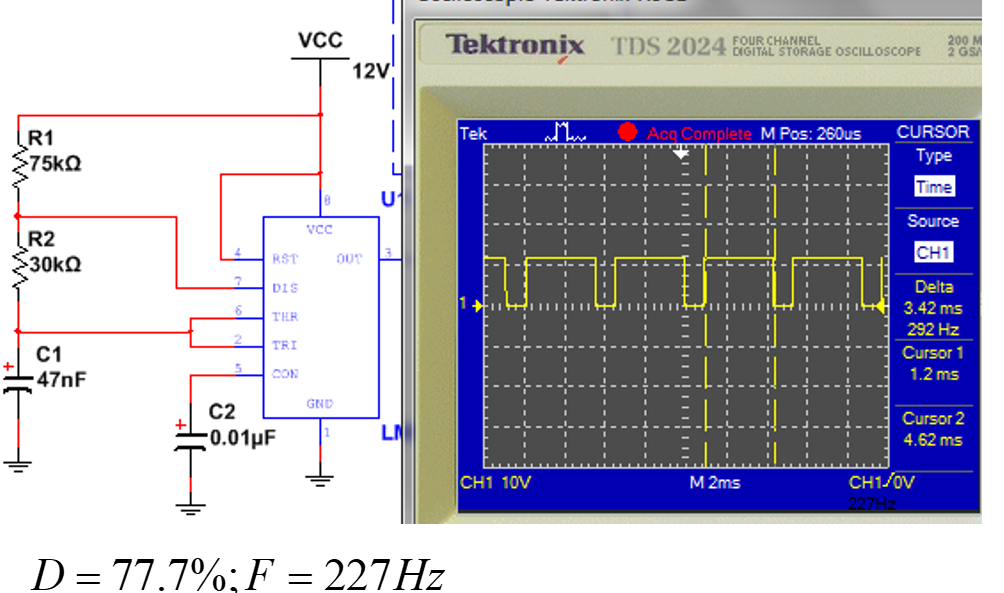 VCC
12V
R1
75kΩ
R2
30kΩ
C1
+
47nF
C2
+
0.01µF
8
VCC
4
RST
OUT
3
7
DIS
6
THR
2
TRI
5
CON
GND
1
Tektronix TDS 2024 FOUR CHANNEL
DIGITAL STORAGE OSCILLOSCOPE
Tek
Acq Complete
M Pos: 260us
CURSOR
Type
Time
Source
CH1
Delta
3.42 ms
292 Hz
Cursor 1
1.2 ms
Cursor 2
4.62 ms
1
CH1 10V
M 2ms
CH1/0V
227Hz
D = 77.7%; F = 227Hz